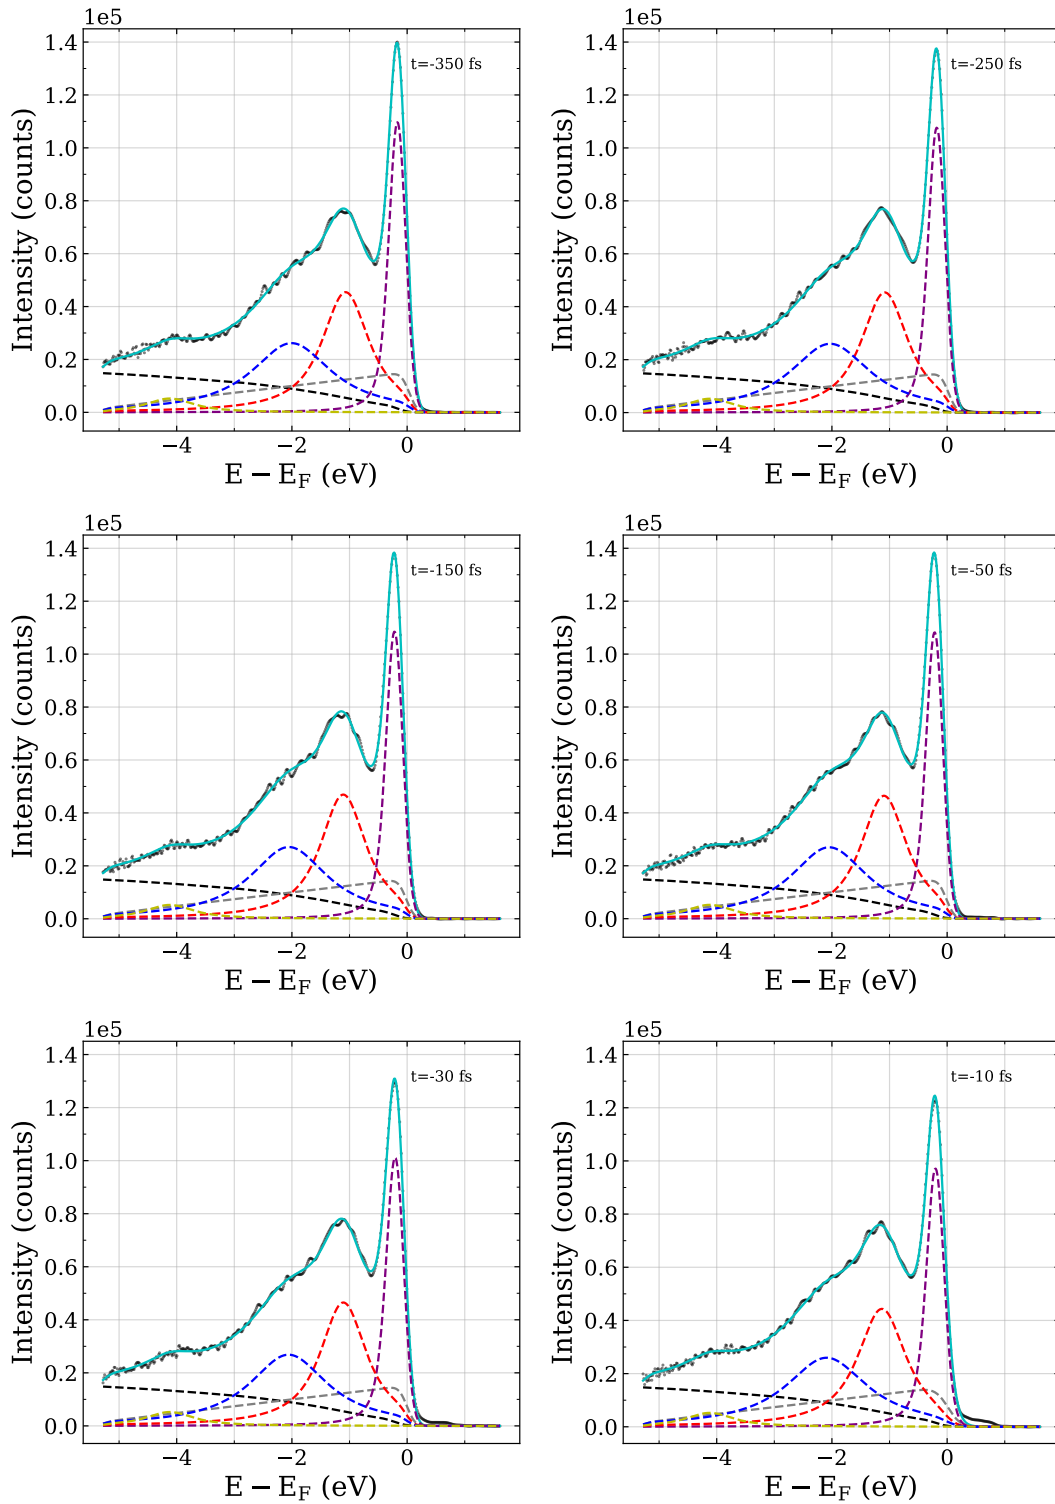 1e5
t=-350 fs
1.4
1.2
1.0
0.8
0.6
0.4
0.2
0.0
Intensity (counts)
−4
−2
0
E − E_F (eV)
1e5
t=-250 fs
1.4
1.2
1.0
0.8
0.6
0.4
0.2
0.0
Intensity (counts)
−4
−2
0
E − E_F (eV)
1e5
t=-150 fs
1.4
1.2
1.0
0.8
0.6
0.4
0.2
0.0
Intensity (counts)
−4
−2
0
E − E_F (eV)
1e5
t=-50 fs
1.4
1.2
1.0
0.8
0.6
0.4
0.2
0.0
Intensity (counts)
−4
−2
0
E − E_F (eV)
1e5
t=-30 fs
1.4
1.2
1.0
0.8
0.6
0.4
0.2
0.0
Intensity (counts)
−4
−2
0
E − E_F (eV)
1e5
t=-10 fs
1.4
1.2
1.0
0.8
0.6
0.4
0.2
0.0
Intensity (counts)
−4
−2
0
E − E_F (eV)